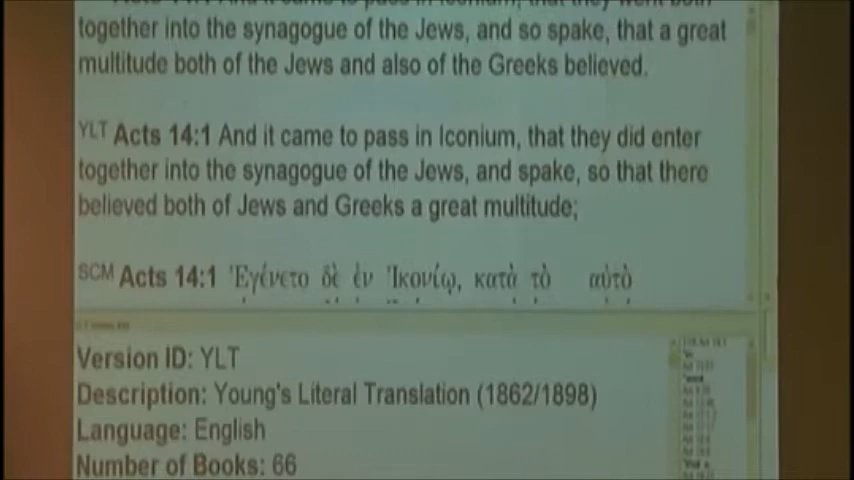 together into the synagogue of the Jews, and so spake, that a great
multitude both of the Jews and also of the Greeks believed.
YLT Acts 14:1 And it came to pass in Iconium, that they did enter
together into the synagogue of the Jews, and spake, so that there
believed both of Jews and Greeks a great multitude;
SCM Acts 14:1 Ἐγένετο δὲ ἐν Ἰκονίῳ, κατὰ τὸ αὐτὸ
Version ID: YLT
Description: Young's Literal Translation (1862/1898)
Language: English
Number of Books: 66